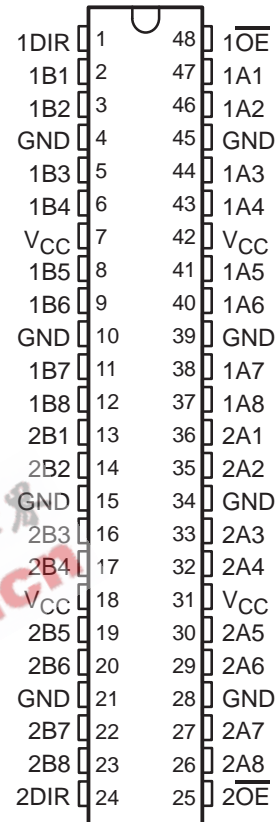 1DIR 1 48 1O̅E̅
1B1 2 47 1A1
1B2 3 46 1A2
GND 4 45 GND
1B3 5 44 1A3
1B4 6 43 1A4
VCC 7 42 VCC
1B5 8 41 1A5
1B6 9 40 1A6
GND 10 39 GND
1B7 11 38 1A7
1B8 12 37 1A8
2B1 13 36 2A1
2B2 14 35 2A2
GND 15 34 GND
2B3 16 33 2A3
2B4 17 32 2A4
VCC 18 31 VCC
2B5 19 30 2A5
2B6 20 29 2A6
GND 21 28 GND
2B7 22 27 2A7
2B8 23 26 2A8
2DIR 24 25 2O̅E̅